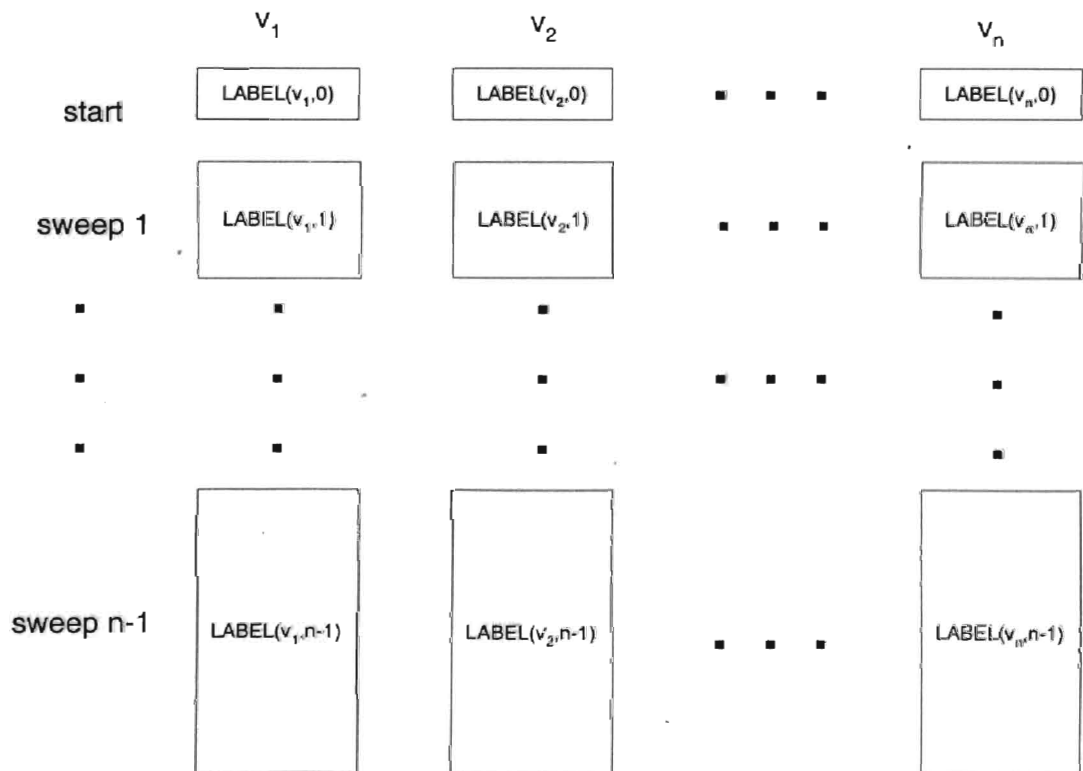 v1 v2 vn
start LABEL(v1,0) LABEL(v2,0) LABEL(vn,0)
sweep 1 LABEL(v1,1) LABEL(v2,1) LABEL(vn,1)
sweep n-1 LABEL(v1,n-1) LABEL(v2,n-1) LABEL(vn,n-1)